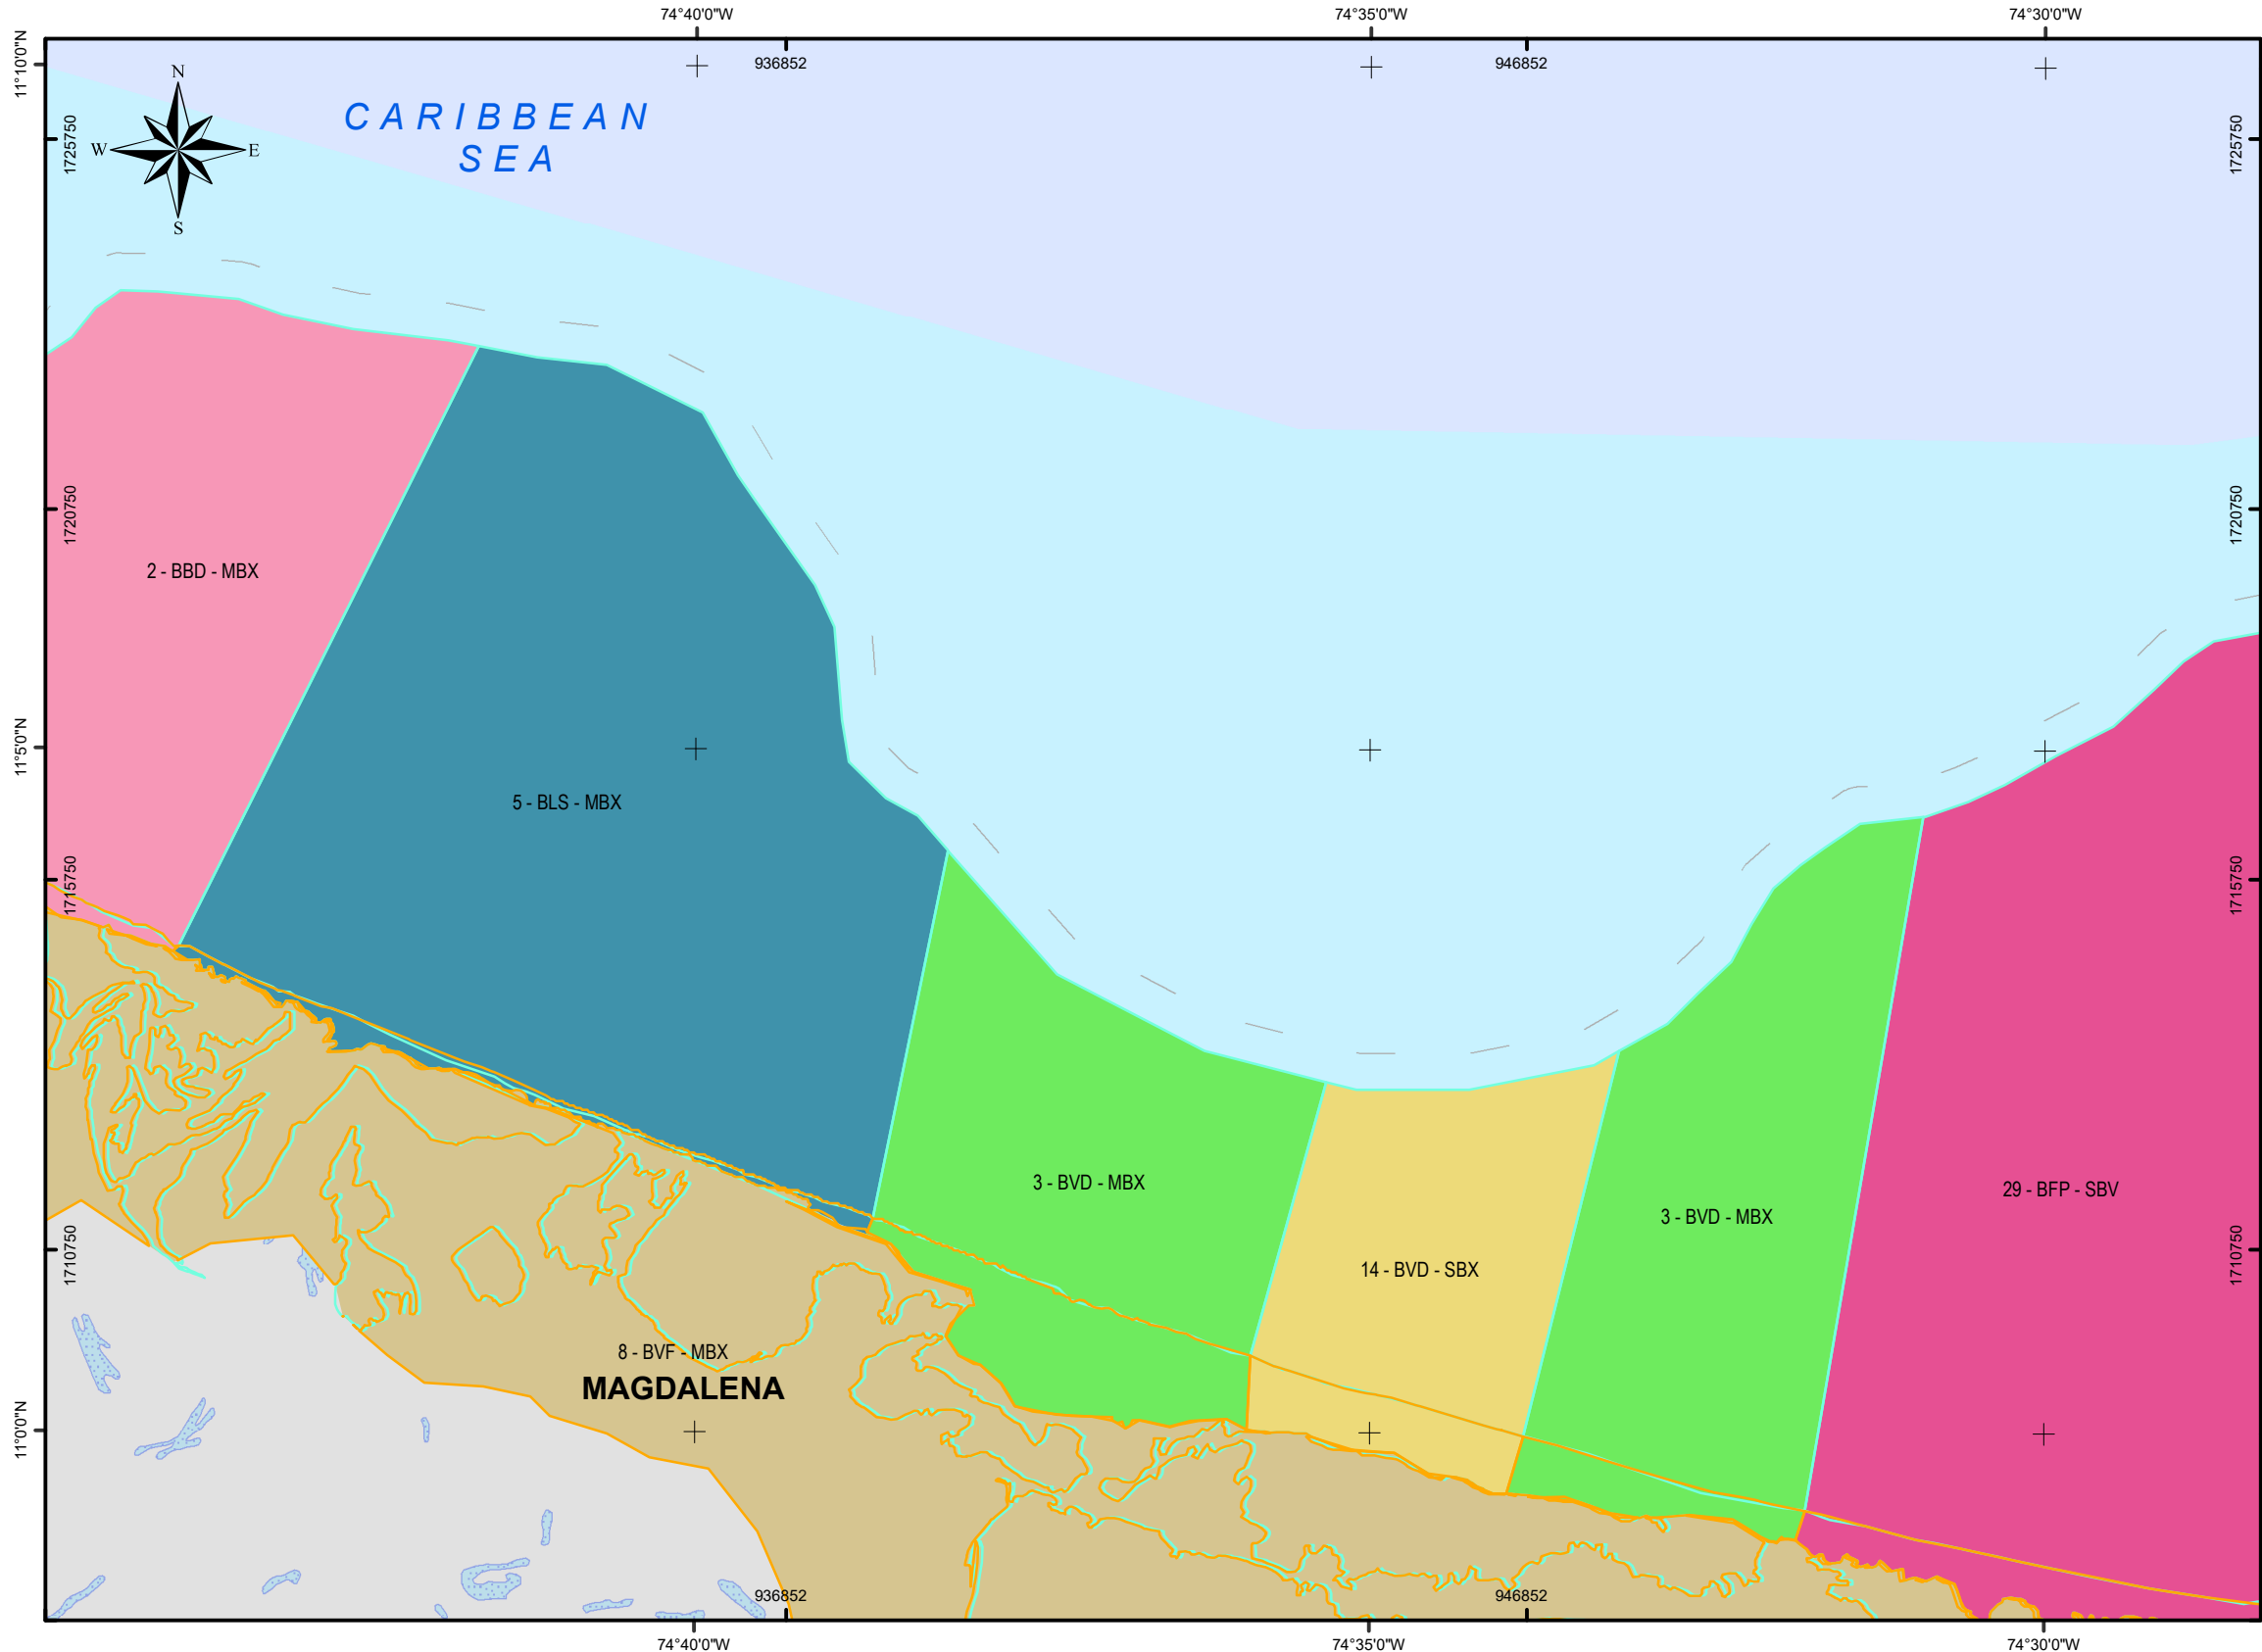 74°40'0"W
74°35'0"W
74°30'0"W
11°10'0"N
936852
946852
N
W
E
S
CARIBBEAN
SEA
1725750
1725750
1720750
1720750
2 - BBD - MBX
11°5'0"N
5 - BLS - MBX
1715750
1715750
3 - BVD - MBX
29 - BFP - SBV
3 - BVD - MBX
1710750
1710750
14 - BVD - SBX
8 - BVF - MBX
MAGDALENA
11°0'0"N
936852
946852
74°40'0"W
74°35'0"W
74°30'0"W